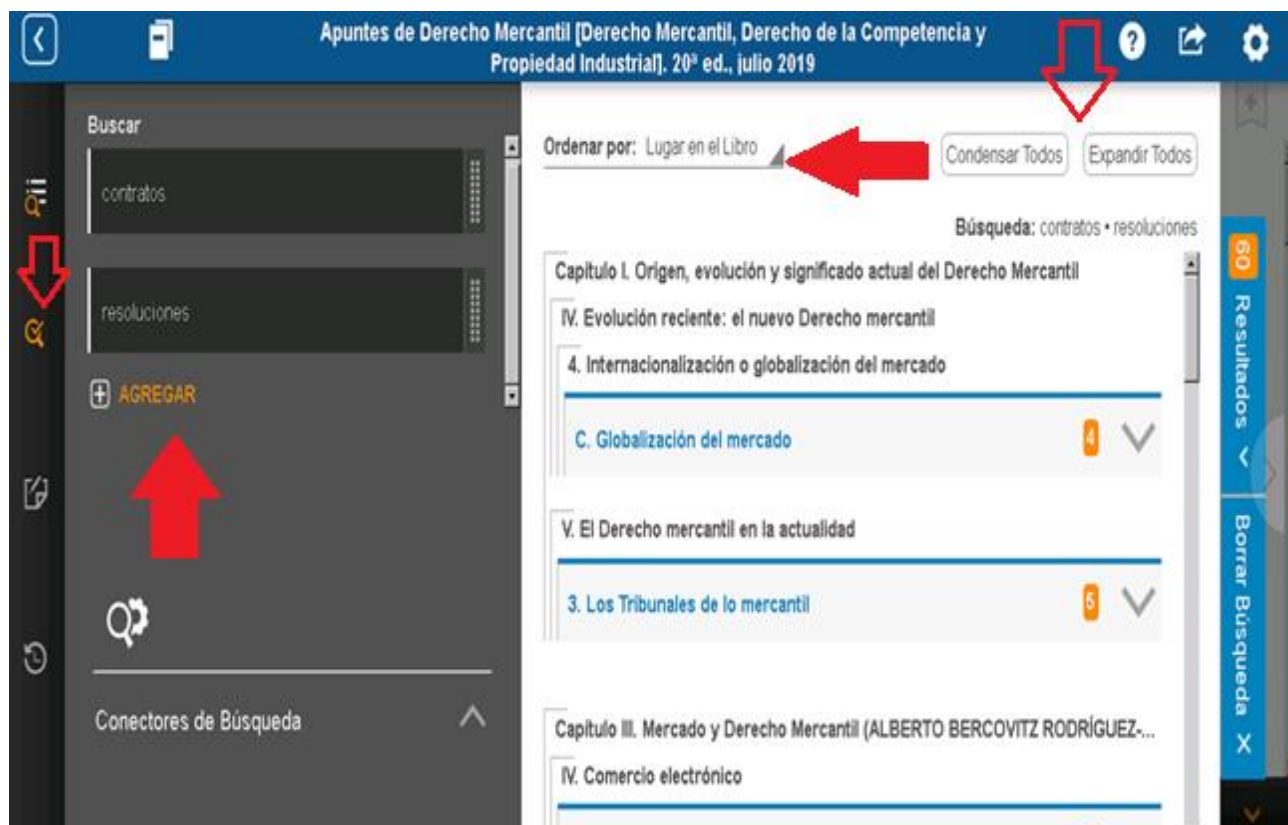 Apuntes de Derecho Mercantil [Derecho Mercantil, Derecho de la Competencia y
Propiedad Industrial]. 20ª ed., julio 2019
?
Buscar
contratos
resoluciones
AGREGAR
Conectores de Búsqueda
Ordenar por: Lugar en el Libro
Condensar Todos
Expandir Todos
Búsqueda: contratos • resoluciones
Capítulo I. Origen, evolución y significado actual del Derecho Mercantil
IV. Evolución reciente: el nuevo Derecho mercantil
4. Internacionalización o globalización del mercado
C. Globalización del mercado 4
V. El Derecho mercantil en la actualidad
3. Los Tribunales de lo mercantil 5
Capítulo III. Mercado y Derecho Mercantil (ALBERTO BERCOVITZ RODRÍGUEZ-...
IV. Comercio electrónico
60 Resultados
Borrar Búsqueda X